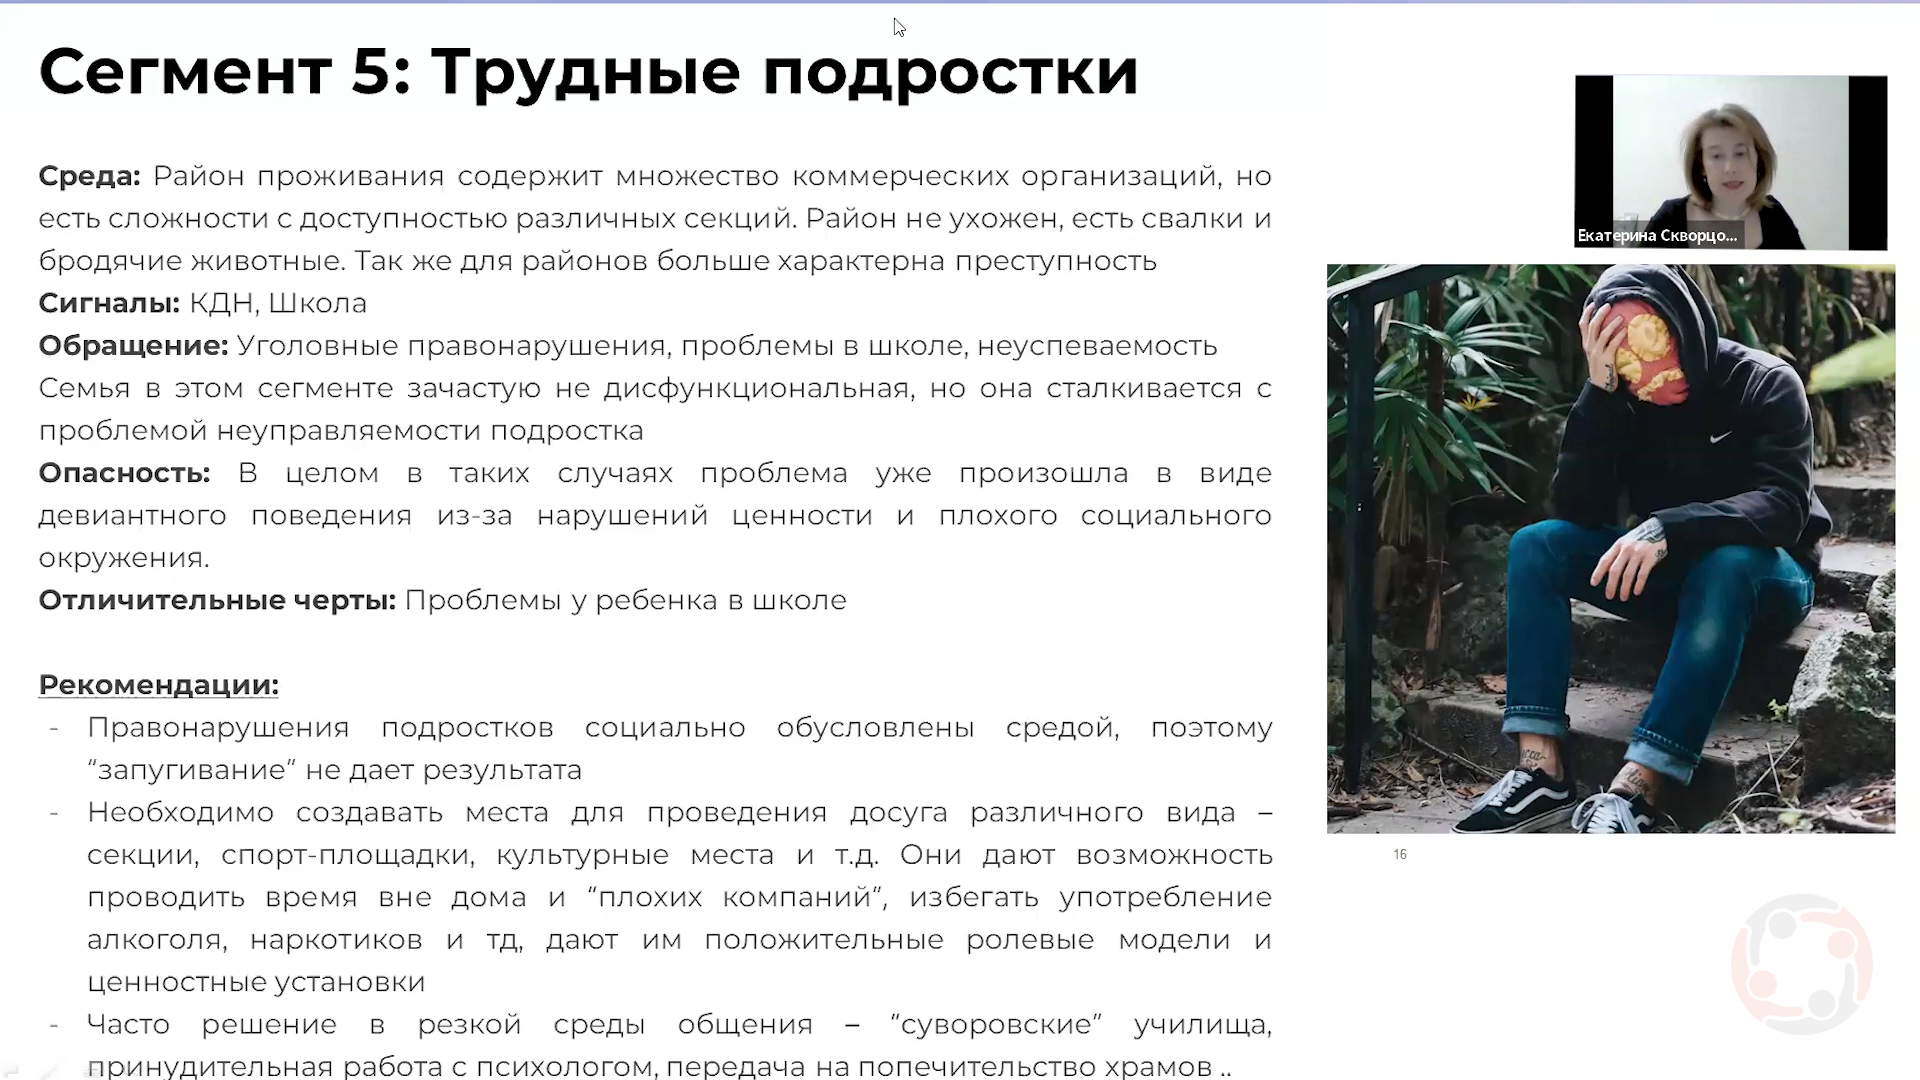 Сегмент 5: Трудные подростки
Екатерина Скворцо...
Среда: Район проживания содержит множество коммерческих организаций, но
есть сложности с доступностью различных секций. Район не ухожен, есть свалки и
бродячие животные. Так же для районов больше характерна преступность
Сигналы: КДН, Школа
Обращение: Уголовные правонарушения, проблемы в школе, неуспеваемость
Семья в этом сегменте зачастую не дисфункциональная, но она сталкивается с
проблемой неуправляемости подростка
Опасность: В целом в таких случаях проблема уже произошла в виде
девиантного поведения из-за нарушений ценности и плохого социального
окружения.
Отличительные черты: Проблемы у ребенка в школе
Рекомендации:
- Правонарушения подростков социально обусловлены средой, поэтому
“запугивание” не дает результата
- Необходимо создавать места для проведения досуга различного вида –
секции, спорт-площадки, культурные места и т.д. Они дают возможность
проводить время вне дома и “плохих компаний”, избегать употребление
алкоголя, наркотиков и тд, дают им положительные ролевые модели и
ценностные установки
- Часто решение в резкой среды общения – “суворовские” училища,
принудительная работа с психологом, передача на попечительство храмов ..
16